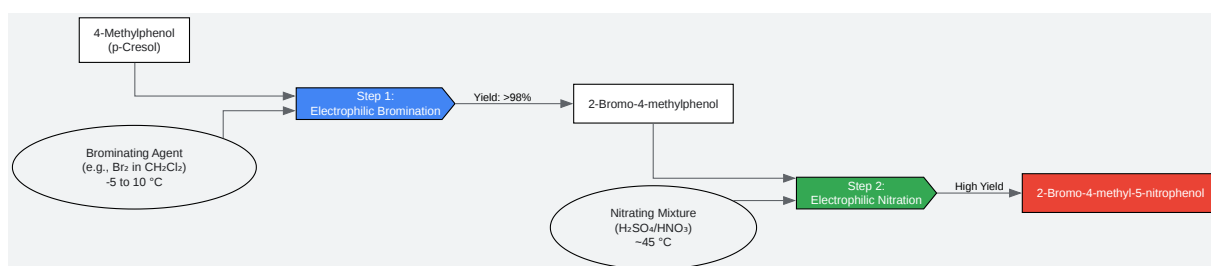 4-Methylphenol
(p-Cresol)
Step 1:
Electrophilic Bromination
Yield: >98%
2-Bromo-4-methylphenol
Brominating Agent
(e.g., Br₂ in CH₂Cl₂)
-5 to 10 °C
Step 2:
Electrophilic Nitration
High Yield
2-Bromo-4-methyl-5-nitrophenol
Nitrating Mixture
(H₂SO₄/HNO₃)
~45 °C